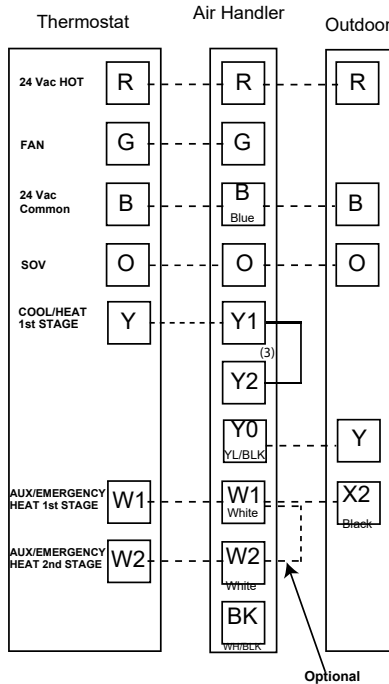 Thermostat Air Handler Outdoor
24 Vac HOT R R R
FAN G G
24 Vac
Common B B B
Blue
SOV O O O
COOL/HEAT
1st STAGE Y Y1
(3)
Y2
Y0 Y
YL/BLK
AUX/EMERGENCY
HEAT 1st STAGE W1 W1 X2
White Black
AUX/EMERGENCY
HEAT 2nd STAGE W2 W2
White
BK
WH/BLK
Optional